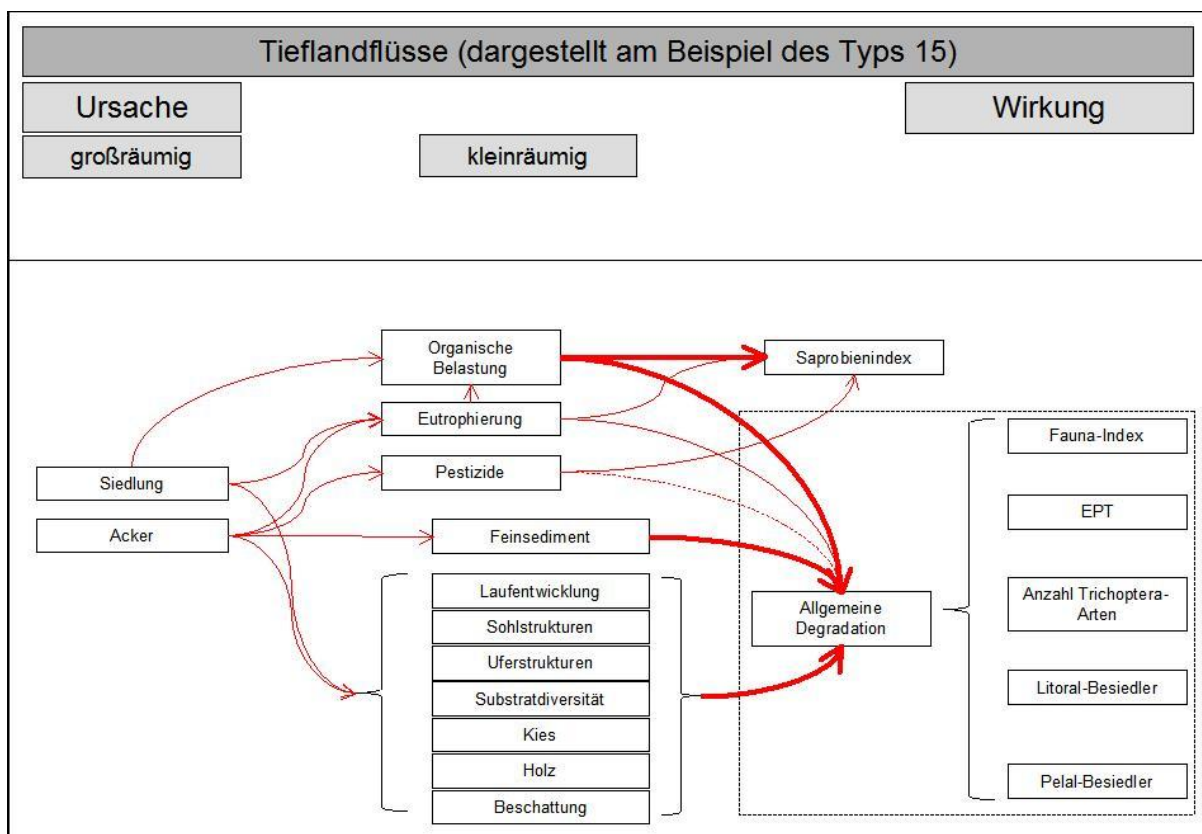 Tieflandflüsse (dargestellt am Beispiel des Typs 15)
Ursache
Wirkung
großräumig
kleinräumig
Organische
Belastung
Saprobienindex
Eutrophierung
Fauna-Index
Siedlung
Pestizide
EPT
Acker
Feinsediment
Laufentwicklung
Allgemeine
Degradation
Anzahl Trichoptera-
Arten
Sohlstrukturen
Uferstrukturen
Substratdiversität
Litoral-Besiedler
Kies
Holz
Pelal-Besiedler
Beschattung